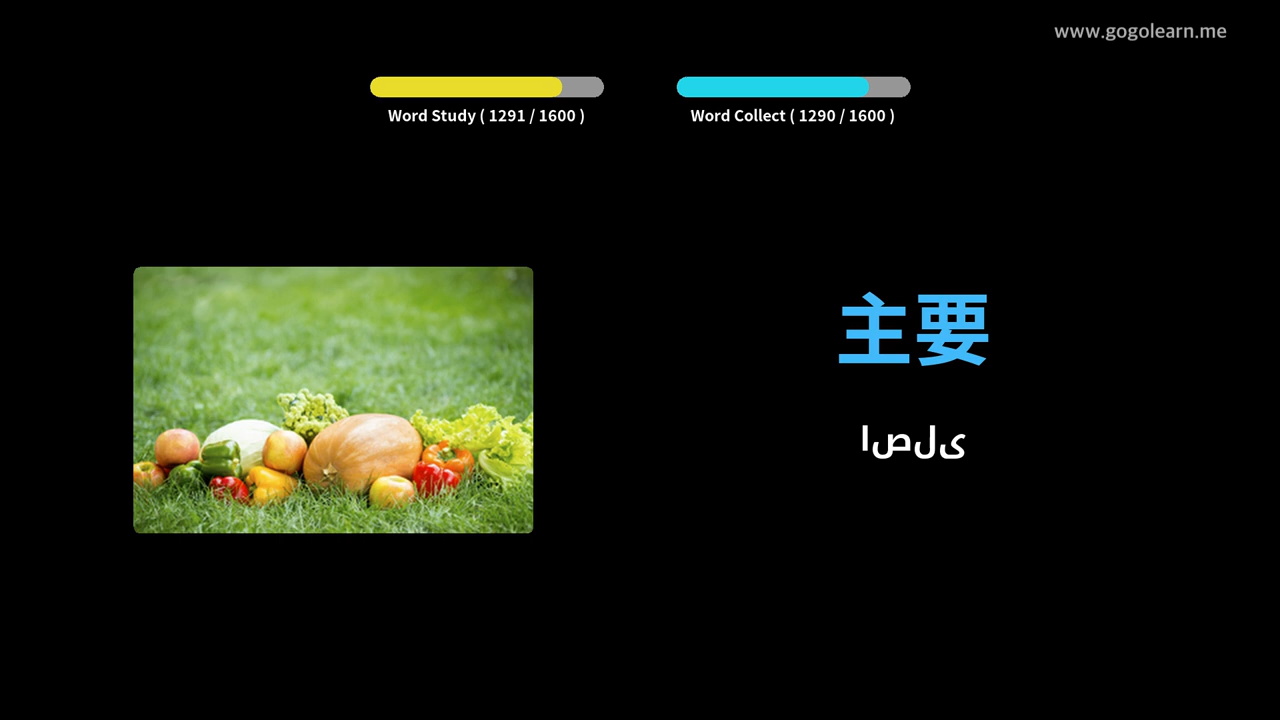 www.gogolearn.me
Word Study ( 1291 / 1600 )
Word Collect ( 1290 / 1600 )
主要
اصلی